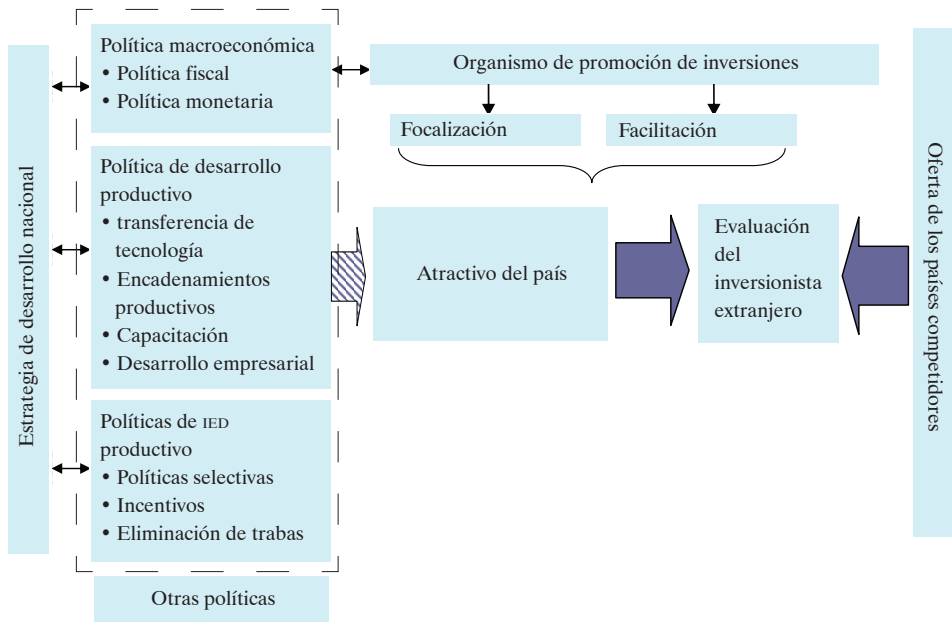 Estrategia de desarrollo nacional
Política macroeconómica
• Política fiscal
• Política monetaria
Política de desarrollo
productivo
• transferencia de
tecnología
• Encadenamientos
productivos
• Capacitación
• Desarrollo empresarial
Políticas de IED
productivo
• Políticas selectivas
• Incentivos
• Eliminación de trabas
Otras políticas
Organismo de promoción de inversiones
Focalización
Facilitación
Atractivo del país
Evaluación
del
inversionista
extranjero
Oferta de los países competidores